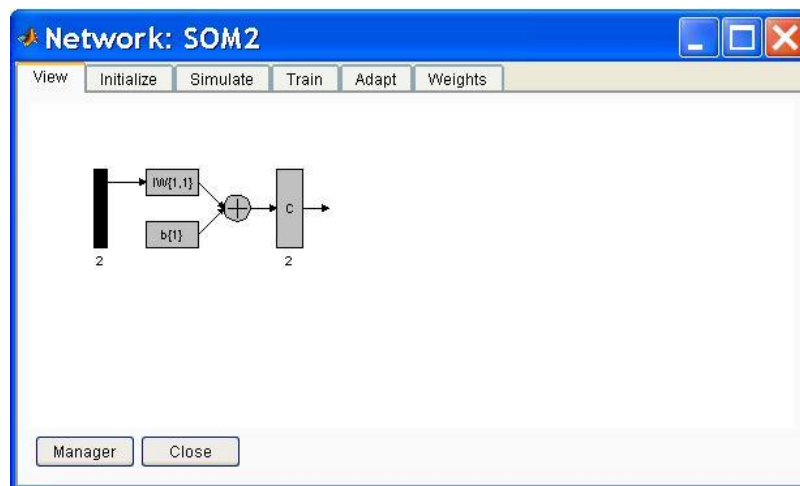 Network: SOM2
View Initialize Simulate Train Adapt Weights
IW{1,1}
b{1}
C
2 2
Manager Close